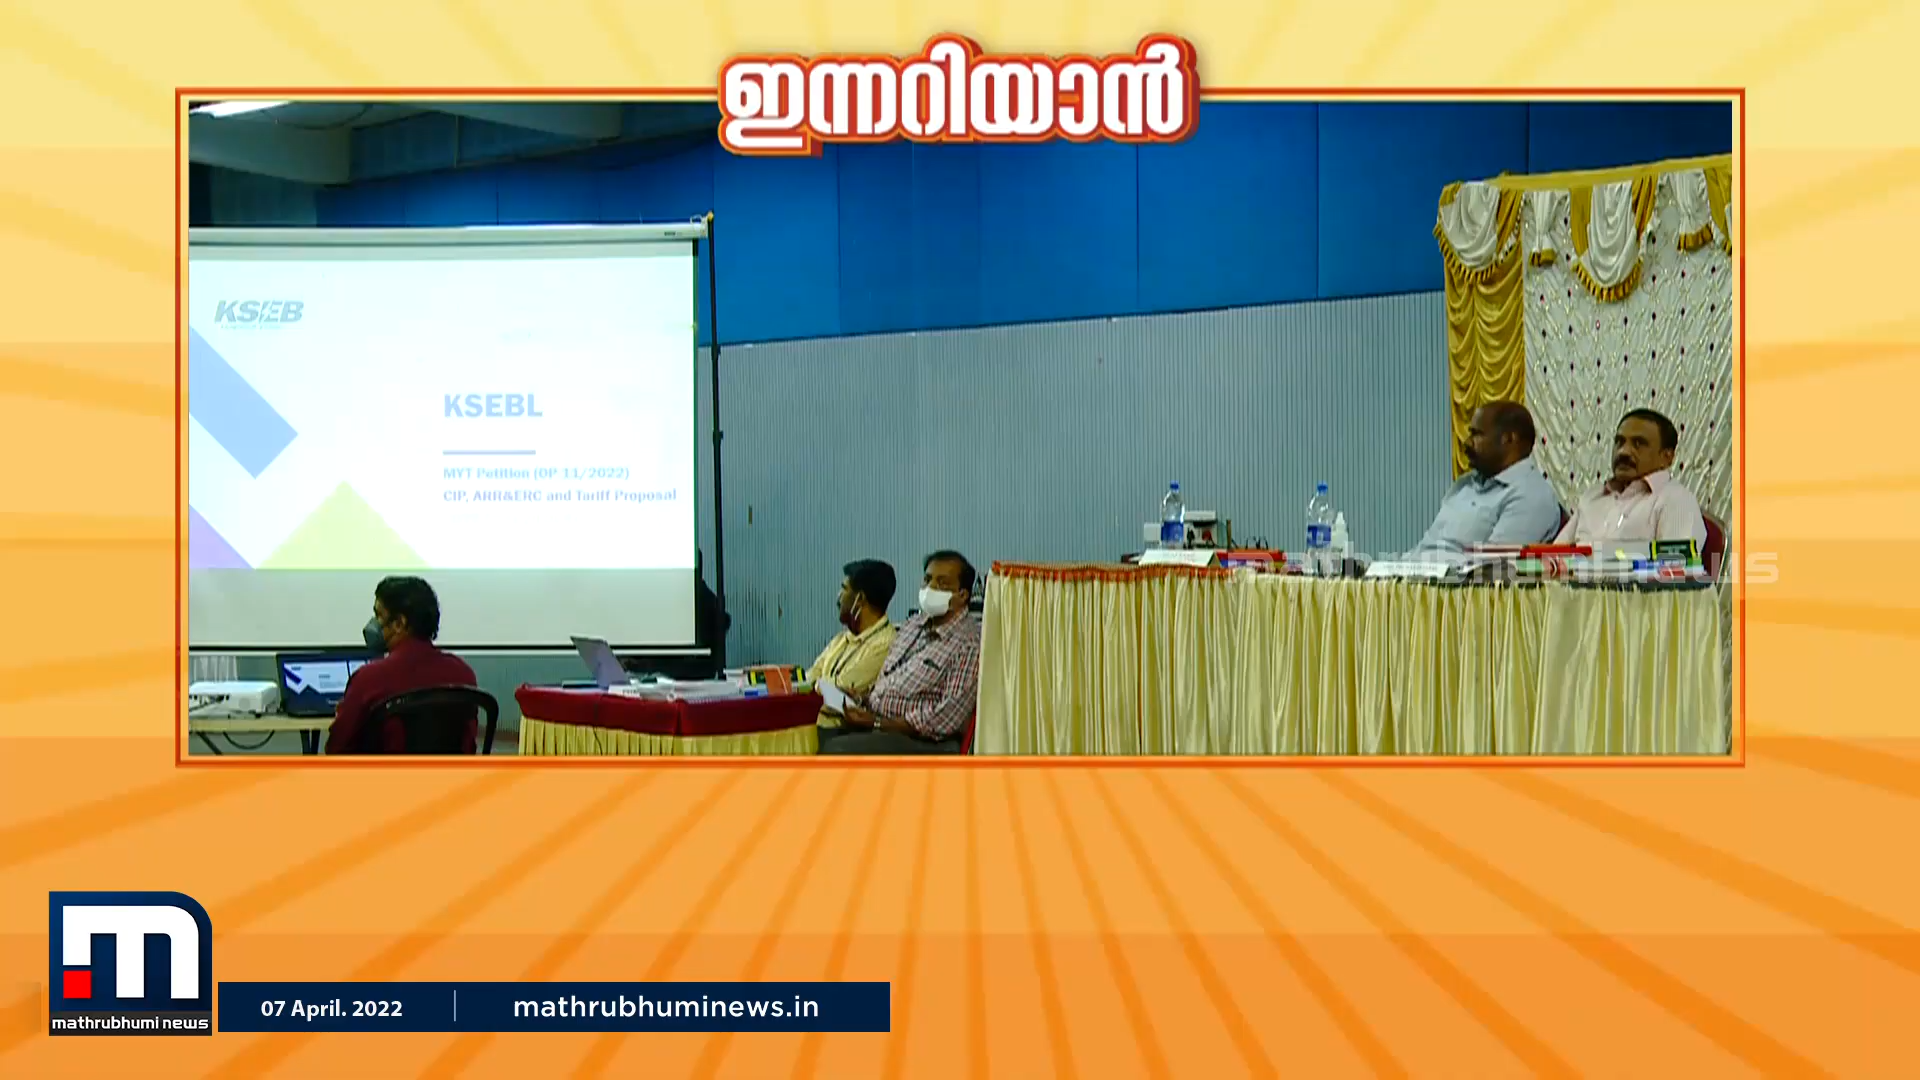 ഇന്നറിയാൻ
KSEB
KSEBL
MYT Petition (OP 11/2022)
CIP, ARR&ERC and Tariff Proposal
mathrubhuminews
mathrubhumi news
07 April. 2022
mathrubhuminews.in